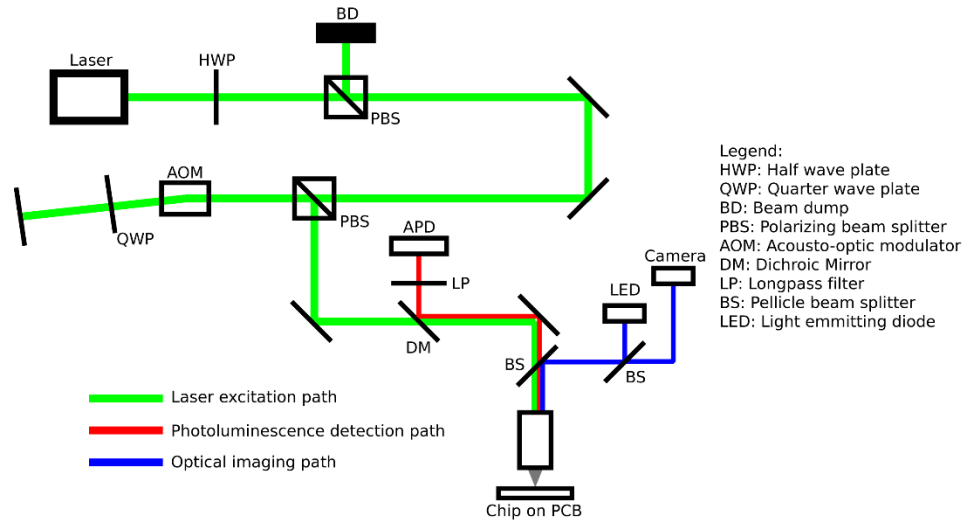 BD
Laser
HWP
PBS
AOM
QWP
PBS
APD
LP
DM
Camera
LED
BS
BS
Legend:
HWP: Half wave plate
QWP: Quarter wave plate
BD: Beam dump
PBS: Polarizing beam splitter
AOM: Acousto-optic modulator
DM: Dichroic Mirror
LP: Longpass filter
BS: Pellicle beam splitter
LED: Light emmitting diode
Laser excitation path
Photoluminescence detection path
Optical imaging path
Chip on PCB